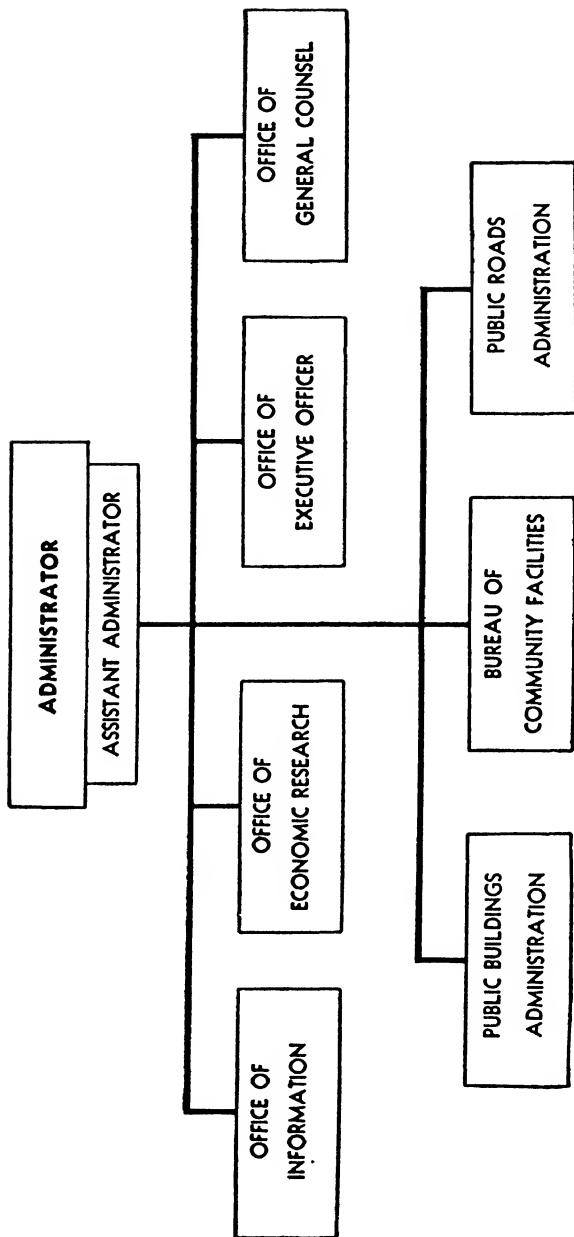 ADMINISTRATOR
ASSISTANT ADMINISTRATOR
OFFICE OF
INFORMATION
OFFICE OF
ECONOMIC RESEARCH
OFFICE OF
EXECUTIVE OFFICER
OFFICE OF
GENERAL COUNSEL
PUBLIC BUILDINGS
ADMINISTRATION
BUREAU OF
COMMUNITY FACILITIES
PUBLIC ROADS
ADMINISTRATION